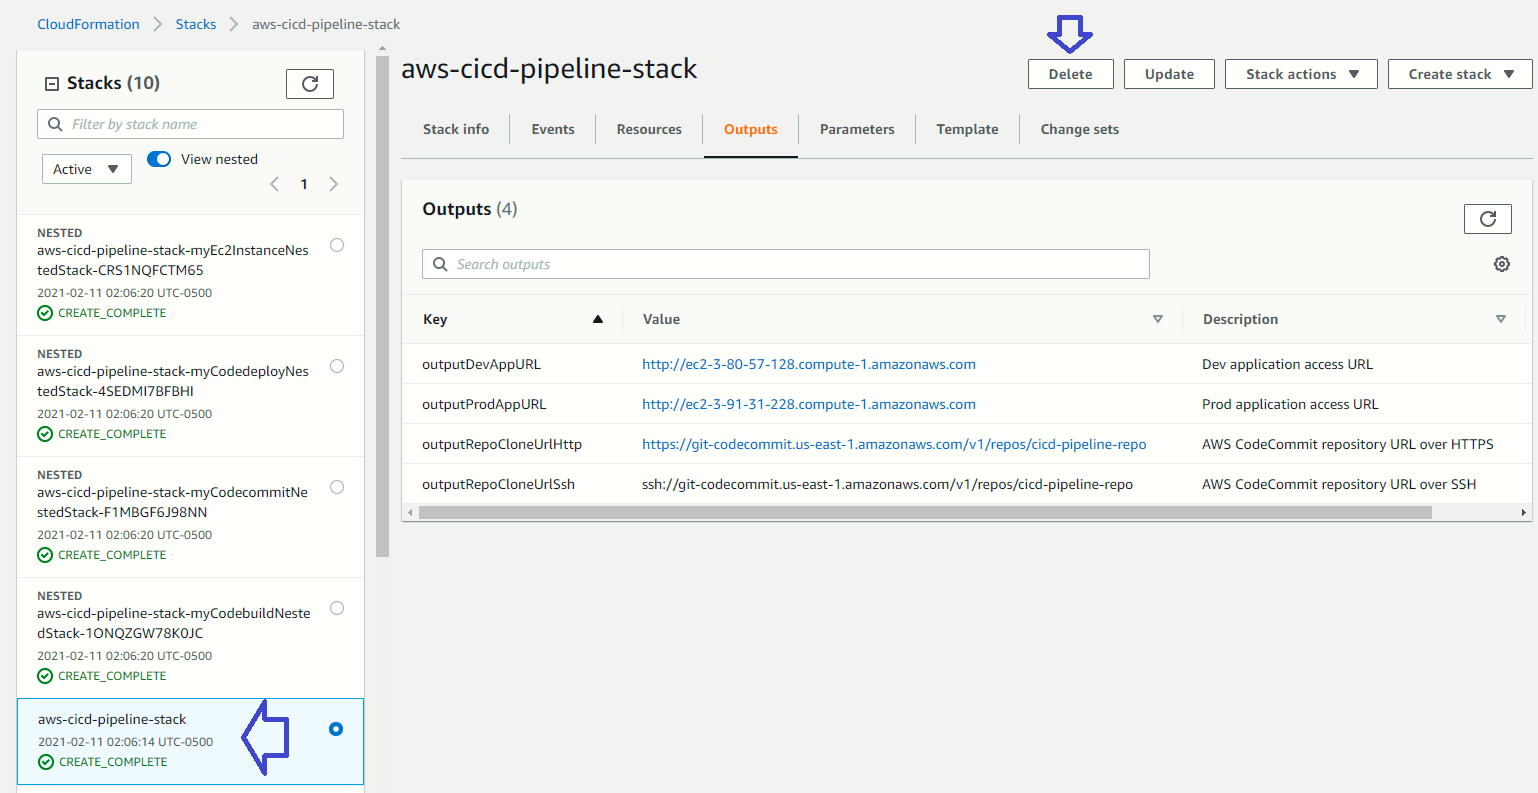 CloudFormation > Stacks > aws-cicd-pipeline-stack
Stacks (10)
Filter by stack name
Active
View nested
1
NESTED
aws-cicd-pipeline-stack-myEc2InstanceNes
tedStack-CRS1NQFCTM65
2021-02-11 02:06:20 UTC-0500
CREATE_COMPLETE
NESTED
aws-cicd-pipeline-stack-myCodedeployNes
tedStack-4SEDMI7BFBHI
2021-02-11 02:06:20 UTC-0500
CREATE_COMPLETE
NESTED
aws-cicd-pipeline-stack-myCodecommitNe
stedStack-F1MBGF6J98NN
2021-02-11 02:06:20 UTC-0500
CREATE_COMPLETE
NESTED
aws-cicd-pipeline-stack-myCodebuildNeste
dStack-1ONQZGW78K0JC
2021-02-11 02:06:20 UTC-0500
CREATE_COMPLETE
aws-cicd-pipeline-stack
2021-02-11 02:06:14 UTC-0500
CREATE_COMPLETE
aws-cicd-pipeline-stack
Delete Update Stack actions Create stack
Stack info Events Resources Outputs Parameters Template Change sets
Outputs (4)
Search outputs
Key Value Description
outputDevAppURL http://ec2-3-80-57-128.compute-1.amazonaws.com Dev application access URL
outputProdAppURL http://ec2-3-91-31-228.compute-1.amazonaws.com Prod application access URL
outputRepoCloneUrlHttp https://git-codecommit.us-east-1.amazonaws.com/v1/repos/cicd-pipeline-repo AWS CodeCommit repository URL over HTTPS
outputRepoCloneUrlSsh ssh://git-codecommit.us-east-1.amazonaws.com/v1/repos/cicd-pipeline-repo AWS CodeCommit repository URL over SSH